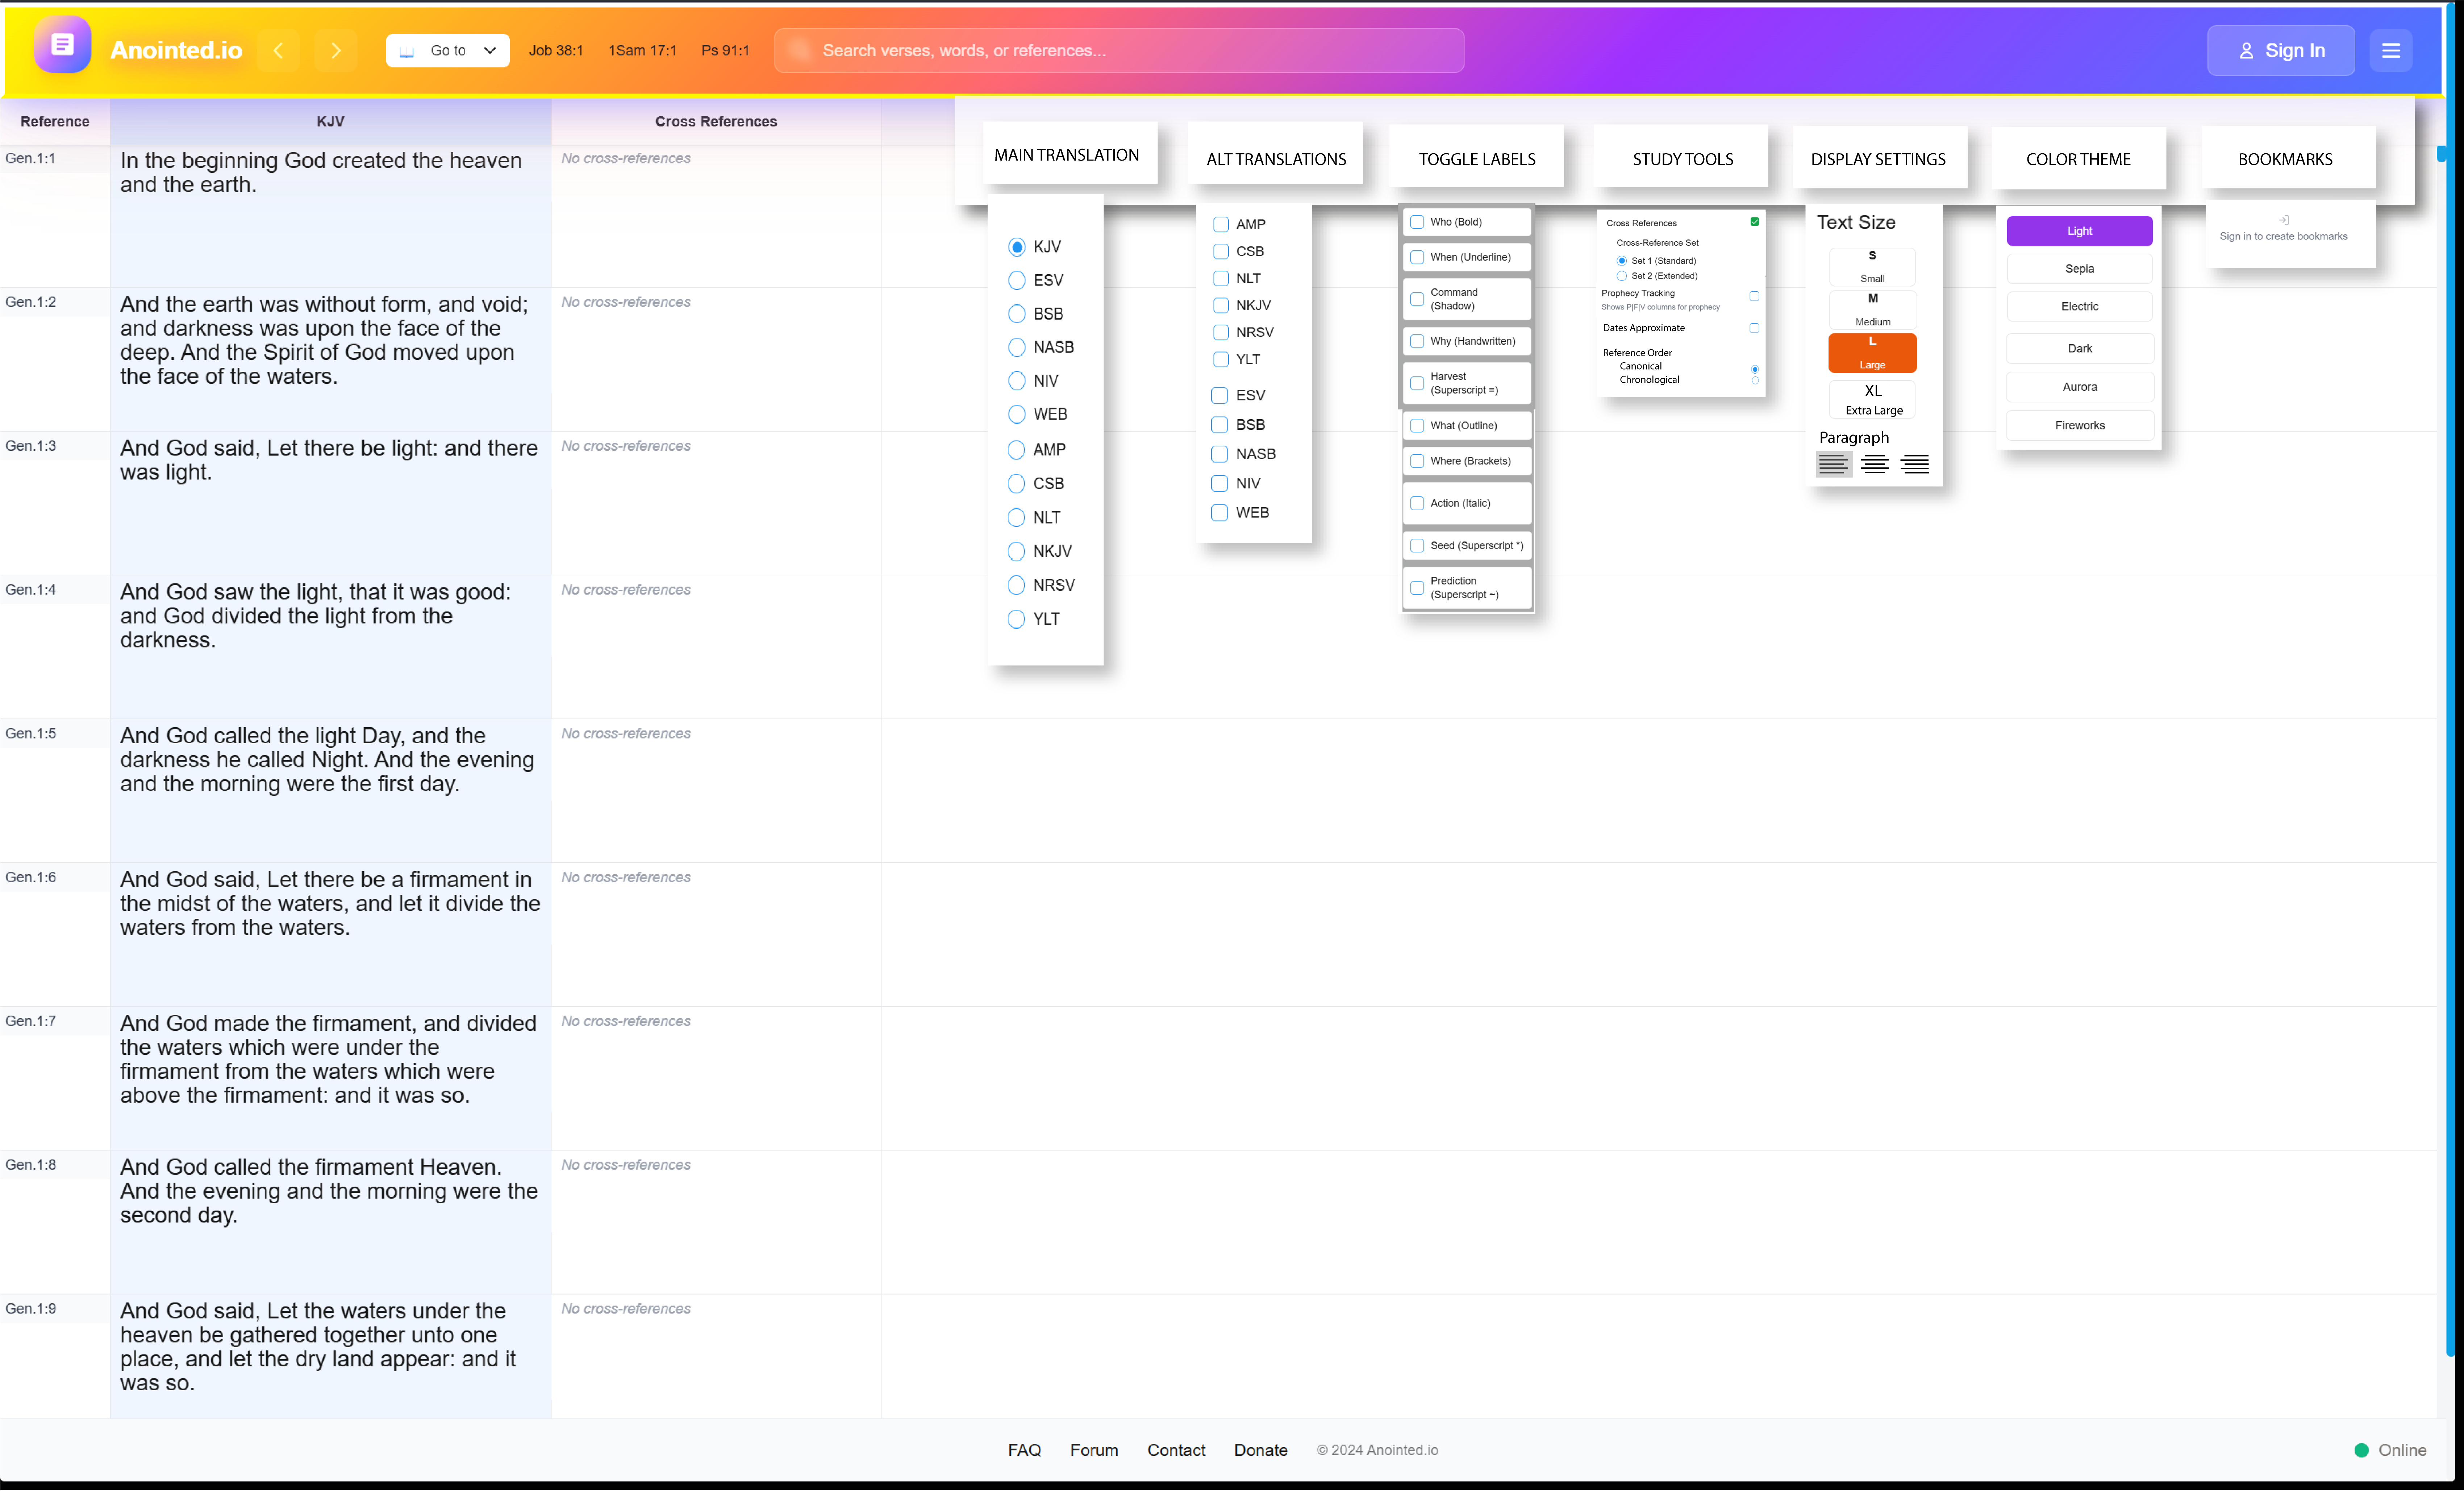 Anointed.io
Go to
Job 38:1
1Sam 17:1
Ps 91:1
Search verses, words, or references...
Sign In
Reference
KJV
Cross References
Gen.1:1
In the beginning God created the heaven
and the earth.
No cross-references
Gen.1:2
And the earth was without form, and void;
and darkness was upon the face of the
deep. And the Spirit of God moved upon
the face of the waters.
No cross-references
Gen.1:3
And God said, Let there be light: and there
was light.
No cross-references
Gen.1:4
And God saw the light, that it was good:
and God divided the light from the
darkness.
No cross-references
Gen.1:5
And God called the light Day, and the
darkness he called Night. And the evening
and the morning were the first day.
No cross-references
Gen.1:6
And God said, Let there be a firmament in
the midst of the waters, and let it divide the
waters from the waters.
No cross-references
Gen.1:7
And God made the firmament, and divided
the waters which were under the
firmament from the waters which were
above the firmament: and it was so.
No cross-references
Gen.1:8
And God called the firmament Heaven.
And the evening and the morning were the
second day.
No cross-references
Gen.1:9
And God said, Let the waters under the
heaven be gathered together unto one
place, and let the dry land appear: and it
was so.
No cross-references
MAIN TRANSLATION
KJV
ESV
BSB
NASB
NIV
WEB
AMP
CSB
NLT
NKJV
NRSV
YLT
ALT TRANSLATIONS
AMP
CSB
NLT
NKJV
NRSV
YLT
ESV
BSB
NASB
NIV
WEB
TOGGLE LABELS
Who (Bold)
When (Underline)
Command
(Shadow)
Why (Handwritten)
Harvest
(Superscript =)
What (Outline)
Where (Brackets)
Action (Italic)
Seed (Superscript *)
Prediction
(Superscript ~)
STUDY TOOLS
Cross References
Cross-Reference Set
Set 1 (Standard)
Set 2 (Extended)
Prophecy Tracking
Shows P|F|V columns for prophecy
Dates Approximate
Reference Order
Canonical
Chronological
DISPLAY SETTINGS
Text Size
S
Small
M
Medium
L
Large
XL
Extra Large
Paragraph
COLOR THEME
Light
Sepia
Electric
Dark
Aurora
Fireworks
BOOKMARKS
Sign in to create bookmarks
FAQ
Forum
Contact
Donate
© 2024 Anointed.io
Online